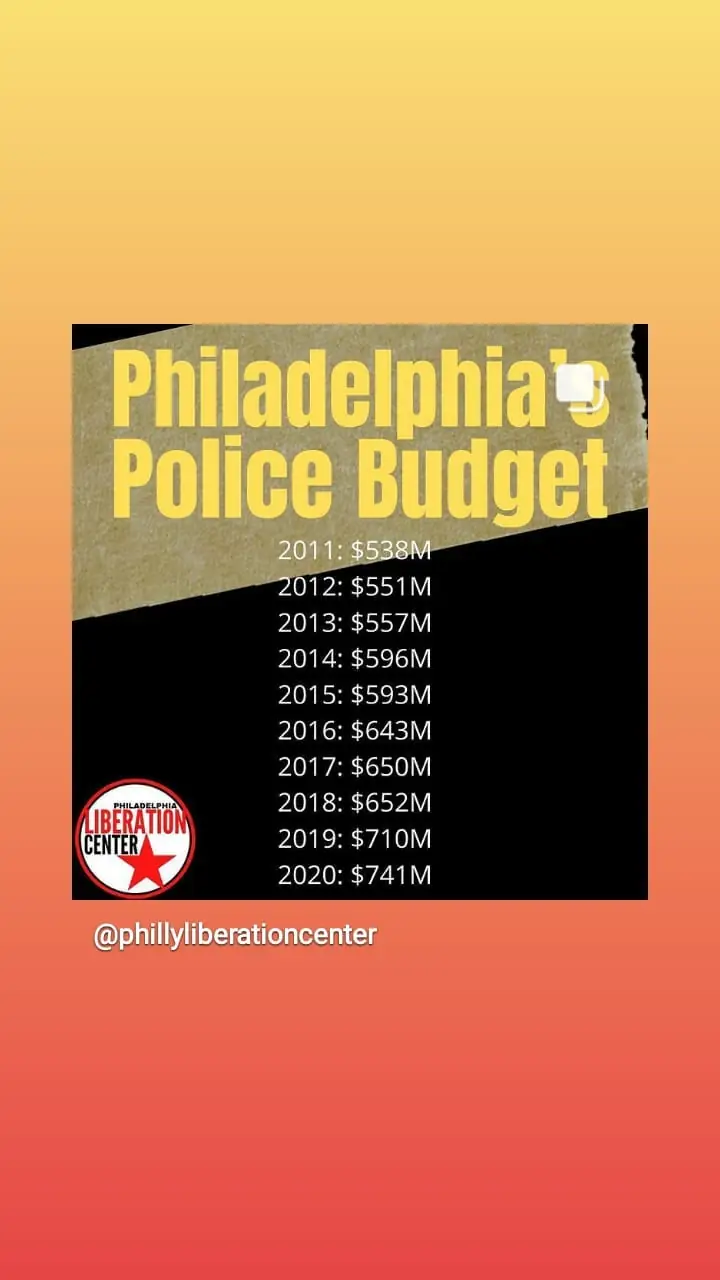 Philadelphia's
Police Budget
2011: $538M
2012: $551M
2013: $557M
2014: $596M
2015: $593M
2016: $643M
2017: $650M
2018: $652M
2019: $710M
2020: $741M
PHILADELPHIA
LIBERATION
CENTER
@phillyliberationcenter